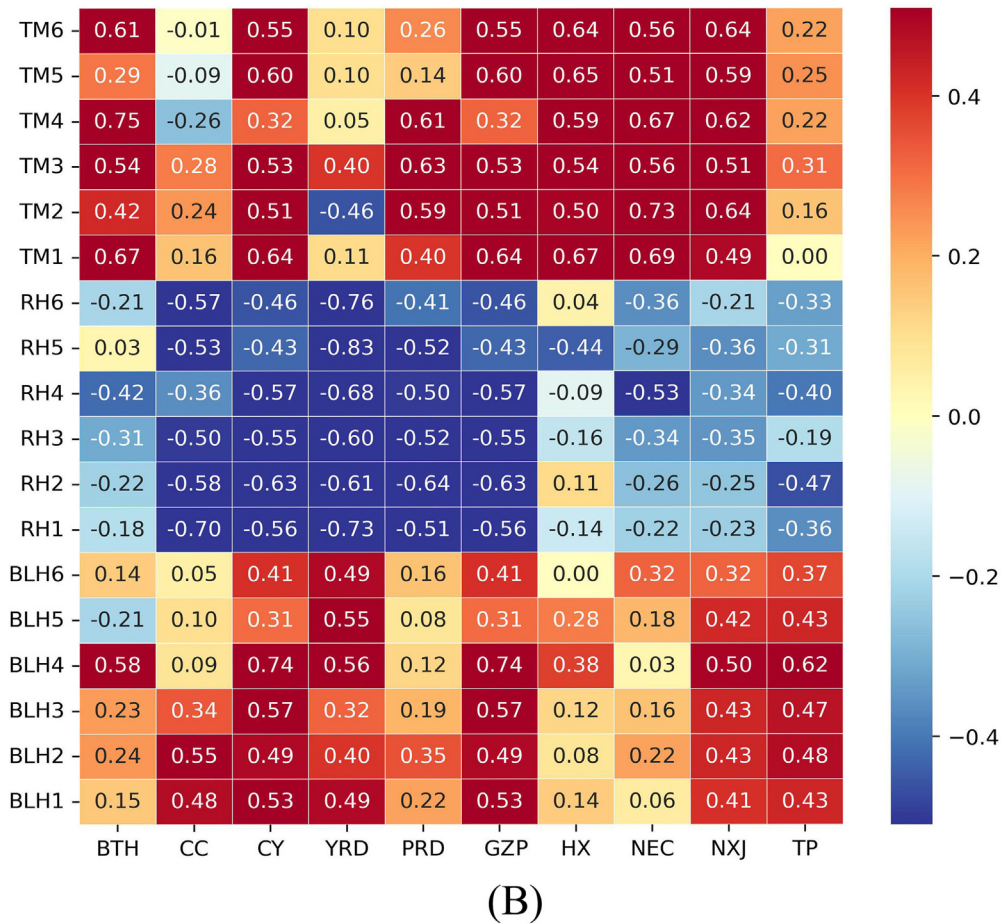 TM6 0.61 -0.01 0.55 0.10 0.26 0.55 0.64 0.56 0.64 0.22
TM5 0.29 -0.09 0.60 0.10 0.14 0.60 0.65 0.51 0.59 0.25
0.4
TM4 0.75 -0.26 0.32 0.05 0.61 0.32 0.59 0.67 0.62 0.22
TM3 0.54 0.28 0.53 0.40 0.63 0.53 0.54 0.56 0.51 0.31
TM2 0.42 0.24 0.51 -0.46 0.59 0.51 0.50 0.73 0.64 0.16
0.2
TM1 0.67 0.16 0.64 0.11 0.40 0.64 0.67 0.69 0.49 0.00
RH6 -0.21 -0.57 -0.46 -0.76 -0.41 -0.46 0.04 -0.36 -0.21 -0.33
RH5 0.03 -0.53 -0.43 -0.83 -0.52 -0.43 -0.44 -0.29 -0.36 -0.31
RH4 -0.42 -0.36 -0.57 -0.68 -0.50 -0.57 -0.09 -0.53 -0.34 -0.40
0.0
RH3 -0.31 -0.50 -0.55 -0.60 -0.52 -0.55 -0.16 -0.34 -0.35 -0.19
RH2 -0.22 -0.58 -0.63 -0.61 -0.64 -0.63 0.11 -0.26 -0.25 -0.47
RH1 -0.18 -0.70 -0.56 -0.73 -0.51 -0.56 -0.14 -0.22 -0.23 -0.36
BLH6 0.14 0.05 0.41 0.49 0.16 0.41 0.00 0.32 0.32 0.37
−0.2
BLH5 -0.21 0.10 0.31 0.55 0.08 0.31 0.28 0.18 0.42 0.43
BLH4 0.58 0.09 0.74 0.56 0.12 0.74 0.38 0.03 0.50 0.62
BLH3 0.23 0.34 0.57 0.32 0.19 0.57 0.12 0.16 0.43 0.47
BLH2 0.24 0.55 0.49 0.40 0.35 0.49 0.08 0.22 0.43 0.48
−0.4
BLH1 0.15 0.48 0.53 0.49 0.22 0.53 0.14 0.06 0.41 0.43
BTH CC CY YRD PRD GZP HX NEC NXJ TP
(B)